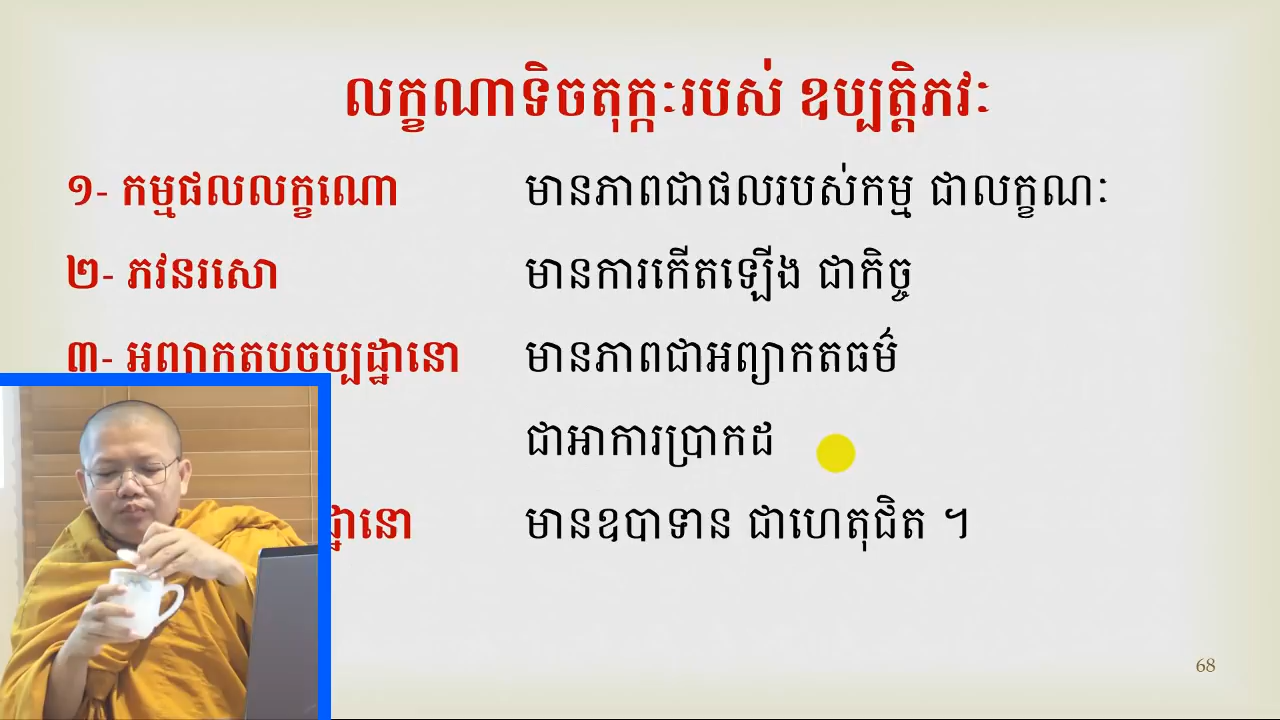 លក្ខណាទិចតុក្កៈរបស់ ឧប្បត្តិភវៈ
១- កម្មផលលក្ខណោ មានភាពជាផលរបស់កម្ម ជាលក្ខណៈ
២- ភវនរសោ មានការកើតឡើង ជាកិច្ច
៣- អព្យាកតបចប្បដ្ឋានោ មានភាពជាអព្យាកតធម៌
ជាអាការប្រាកដ
មានឧបាទាន ជាហេតុជិត ។
68